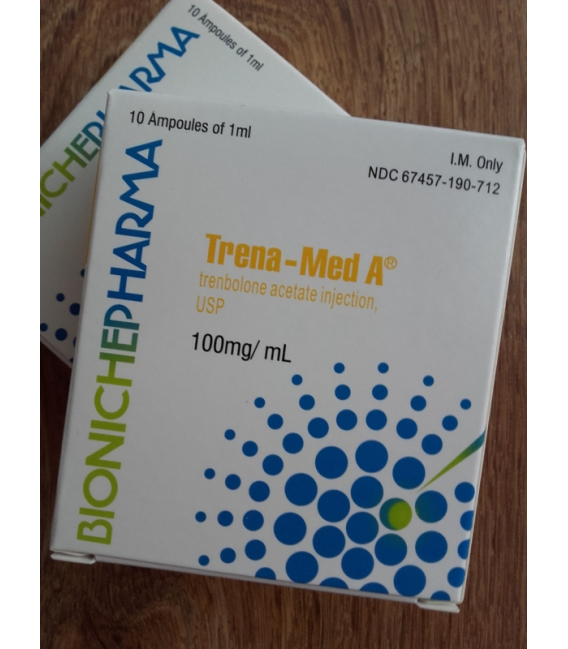 10 Ampoules of 1ml
BIONICHEPHARMA
10 Ampoules of 1ml
I.M. Only
NDC 67457-190-712
Trena-Med A®
trenbolone acetate injection,
USP
100mg/ mL
BIONICHEPHARMA